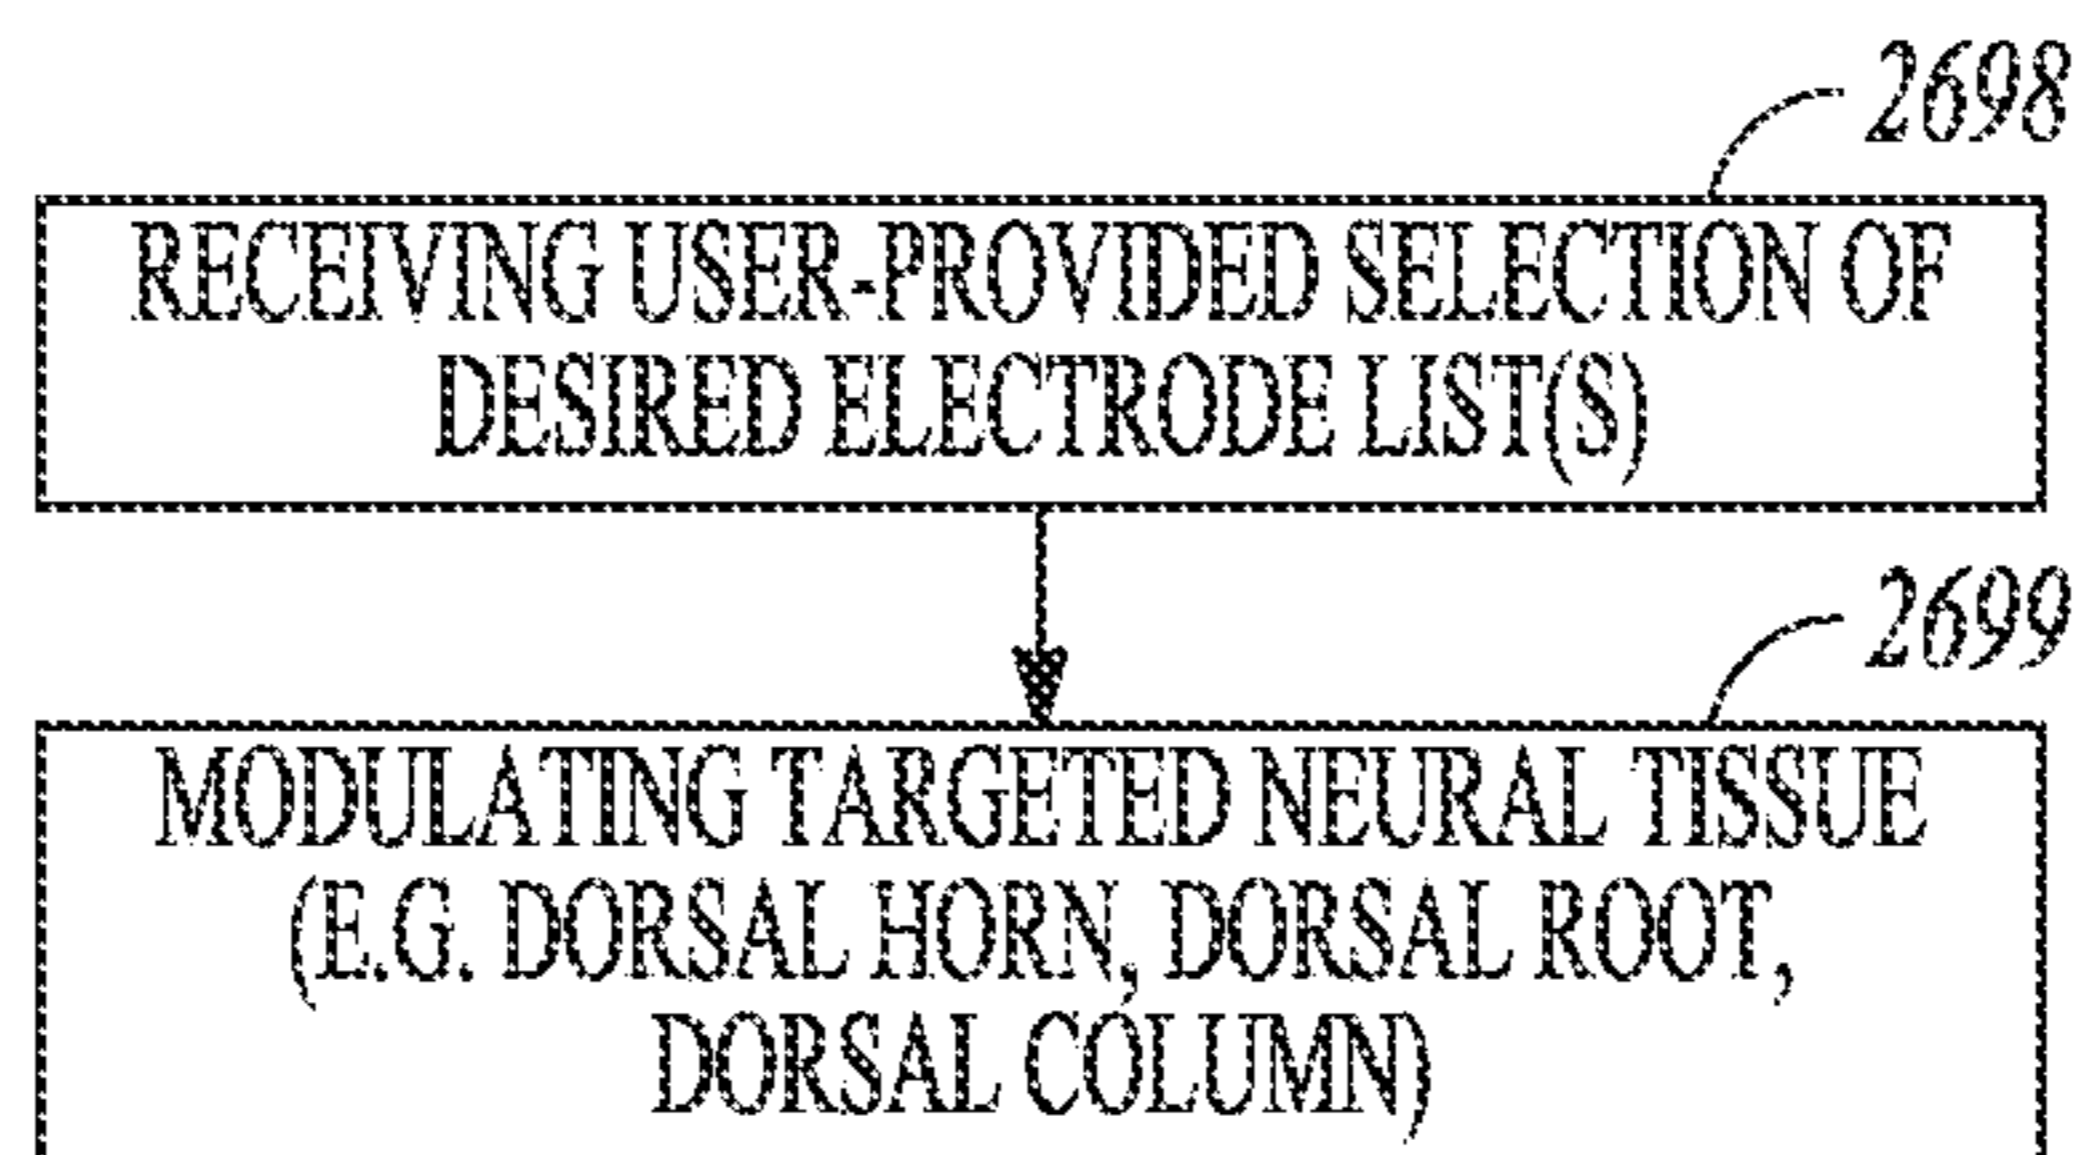 2698
RECEIVING USER-PROVIDED SELECTION OF
DESIRED ELECTRODE LIST(S)
2699
MODULATING TARGETED NEURAL TISSUE
(E.G. DORSAL HORN, DORSAL ROOT,
DORSAL COLUMN)